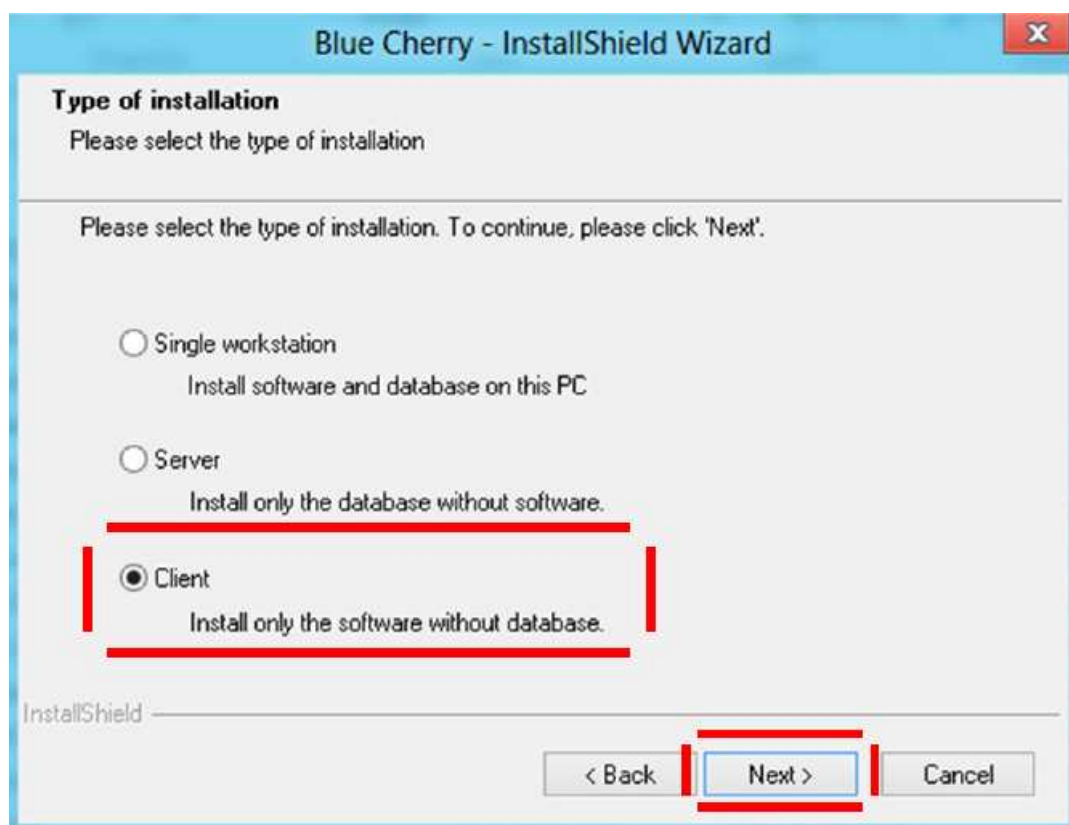 Blue Cherry - InstallShield Wizard
Type of installation
Please select the type of installation
Please select the type of installation. To continue, please click 'Next'.
Single workstation
Install software and database on this PC
Server
Install only the database without software.
Client
Install only the software without database.
InstallShield
< Back
Next >
Cancel